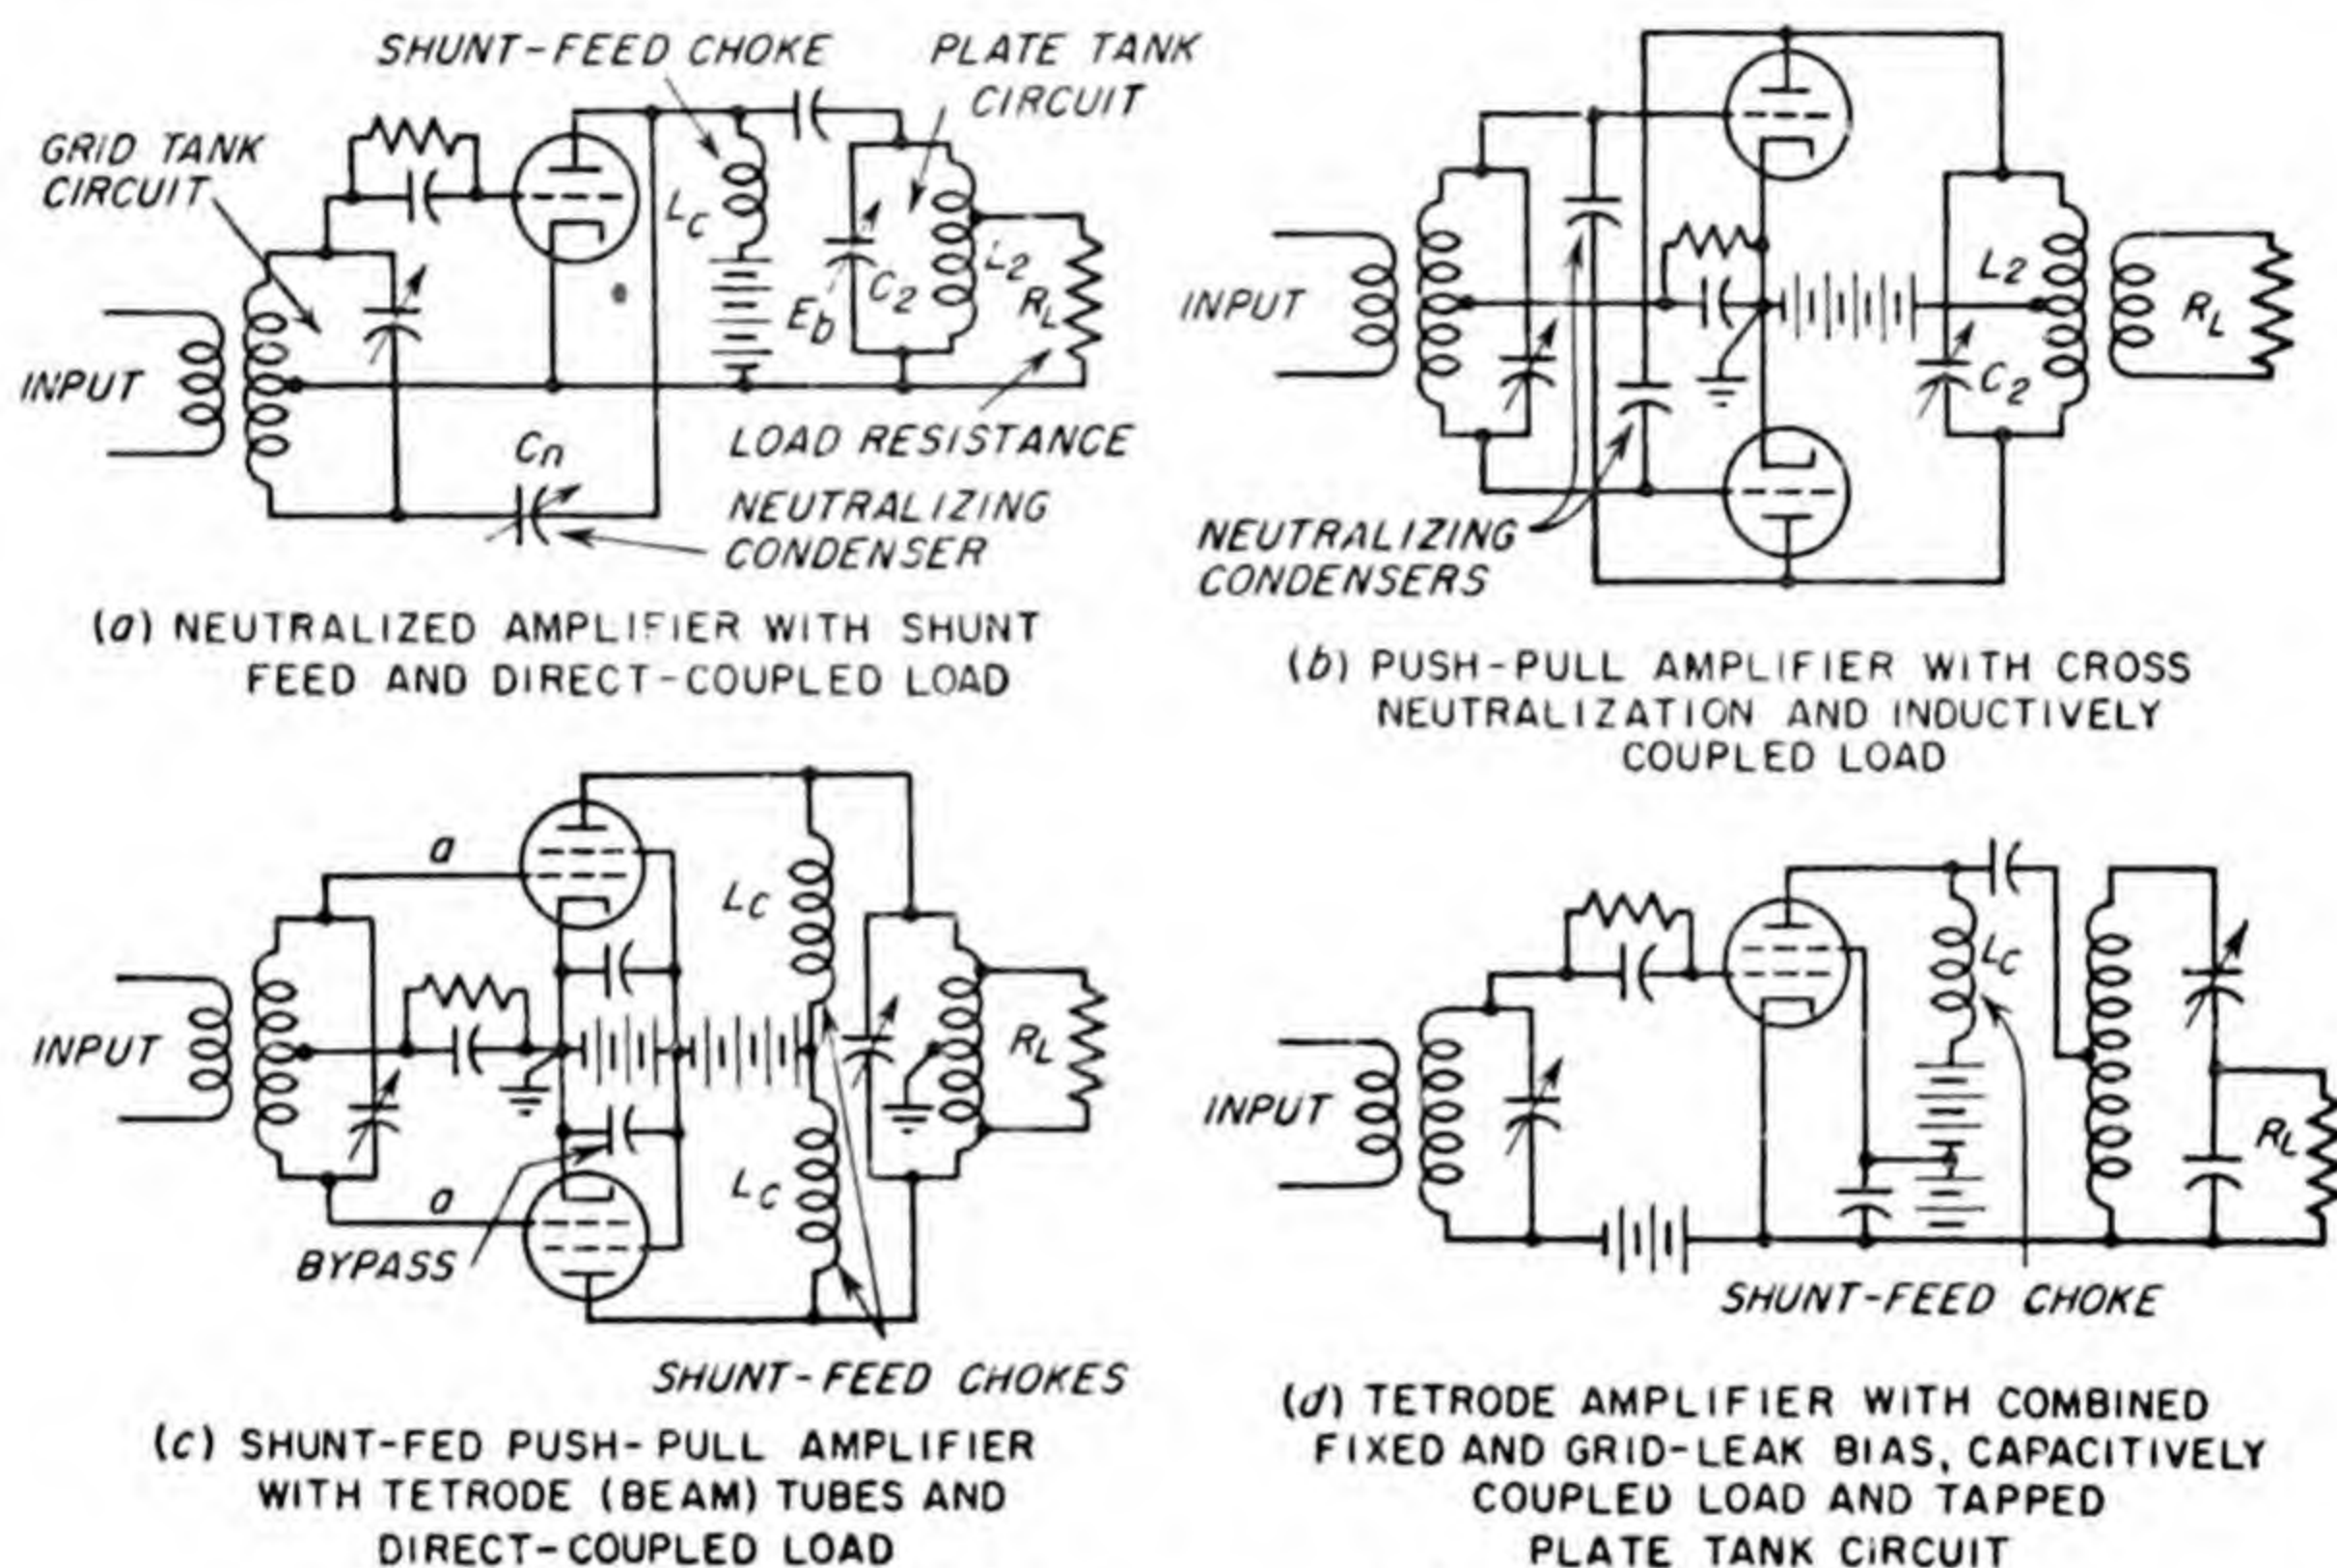 SHUNT-FEED CHOKE
PLATE TANK
CIRCUIT
GRID TANK
CIRCUIT
Lc
Eb
C2
L2
RL
INPUT
Cn
LOAD RESISTANCE
NEUTRALIZING
CONDENSER
(a) NEUTRALIZED AMPLIFIER WITH SHUNT
FEED AND DIRECT-COUPLED LOAD
INPUT
L2
RL
C2
NEUTRALIZING
CONDENSERS
(b) PUSH-PULL AMPLIFIER WITH CROSS
NEUTRALIZATION AND INDUCTIVELY
COUPLED LOAD
a
Lc
INPUT
RL
a
Lc
BYPASS
SHUNT-FEED CHOKES
(c) SHUNT-FED PUSH-PULL AMPLIFIER
WITH TETRODE (BEAM) TUBES AND
DIRECT-COUPLED LOAD
Lc
INPUT
RL
SHUNT-FEED CHOKE
(d) TETRODE AMPLIFIER WITH COMBINED
FIXED AND GRID-LEAK BIAS, CAPACITIVELY
COUPLED LOAD AND TAPPED
PLATE TANK CIRCUIT